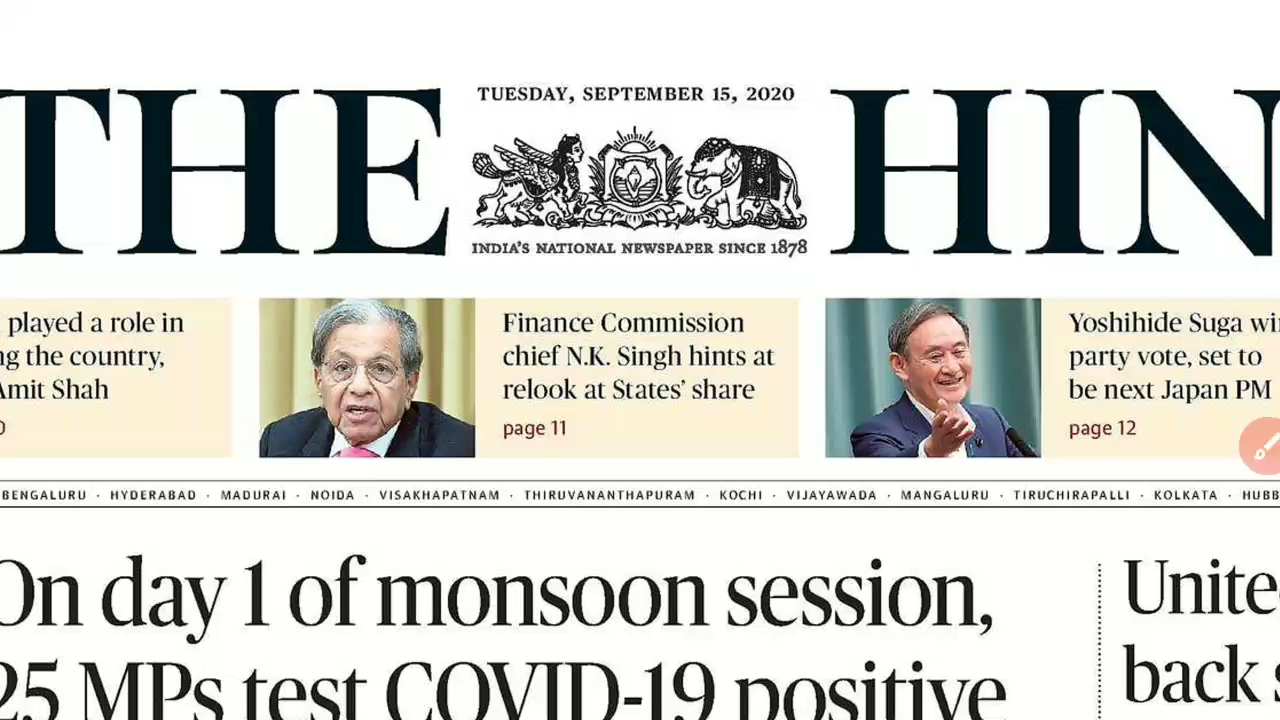 TUESDAY, SEPTEMBER 15, 2020
THE HIN
INDIA'S NATIONAL NEWSPAPER SINCE 1878
played a role in
ng the country,
Amit Shah
0
Finance Commission
chief N.K. Singh hints at
relook at States' share
page 11
Yoshihide Suga wi
party vote, set to
be next Japan PM
page 12
BENGALURU · HYDERABAD · MADURAI · NOIDA · VISAKHAPATNAM · THIRUVANANTHAPURAM · KOCHI · VIJAYAWADA · MANGALURU · TIRUCHIRAPALLI · KOLKATA · HUBB
On day 1 of monsoon session,
25 MPs test COVID-19 positive
Unite
back s